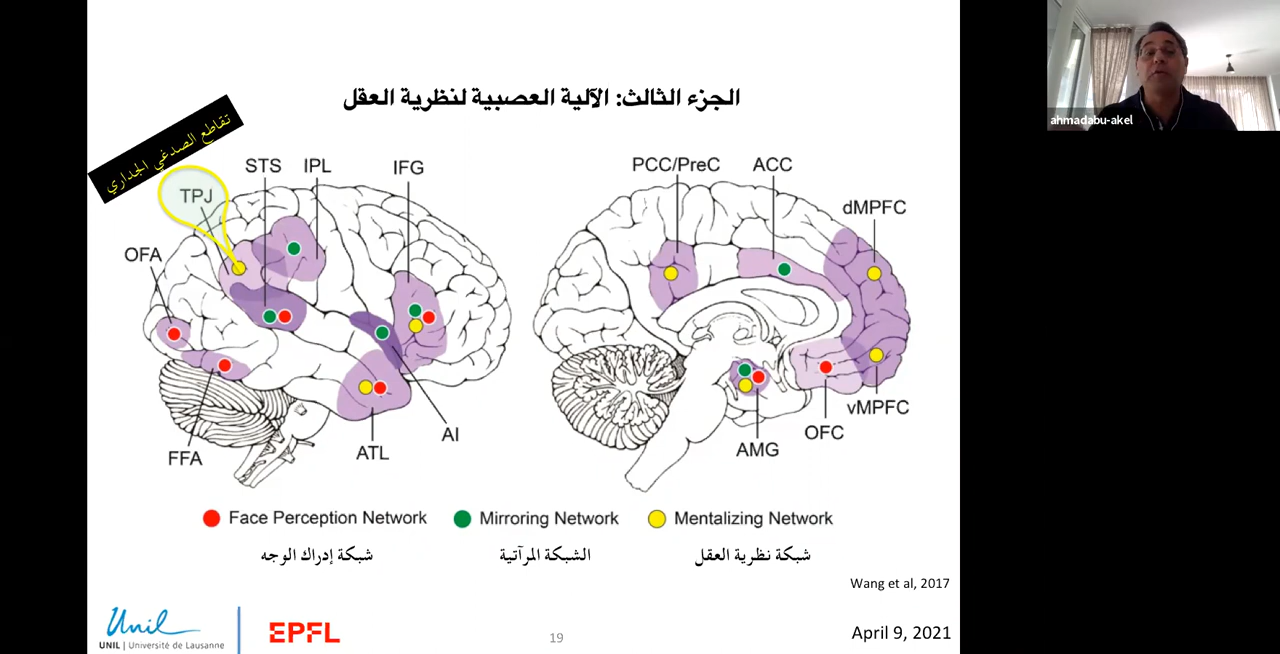 ahmadabu-akel
الجزء الثالث: الآلية العصبية لنظرية العقل
تقاطع الصدغي الجداري
TPJ
STS
IPL
IFG
OFA
FFA
ATL
AI
PCC/PreC
ACC
dMPFC
vMPFC
OFC
AMG
Face Perception Network
Mirroring Network
Mentalizing Network
شبكة إدراك الوجه
الشبكة المرآتية
شبكة نظرية العقل
Wang et al, 2017
Unil
UNIL | Université de Lausanne
EPFL
19
April 9, 2021